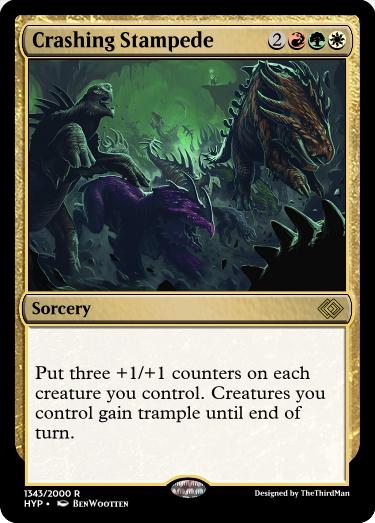 Crashing Stampede 2
Sorcery
Put three +1/+1 counters on each
creature you control. Creatures you
control gain trample until end of
turn.
1343/2000 R
HYP • BenWootten
Designed by TheThirdMan